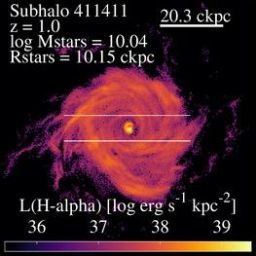 Subhalo 411411
z = 1.0
log Mstars = 10.04
Rstars = 10.15 ckpc
20.3 ckpc
L(H-alpha) [log erg s⁻¹ kpc⁻²]
36 37 38 39